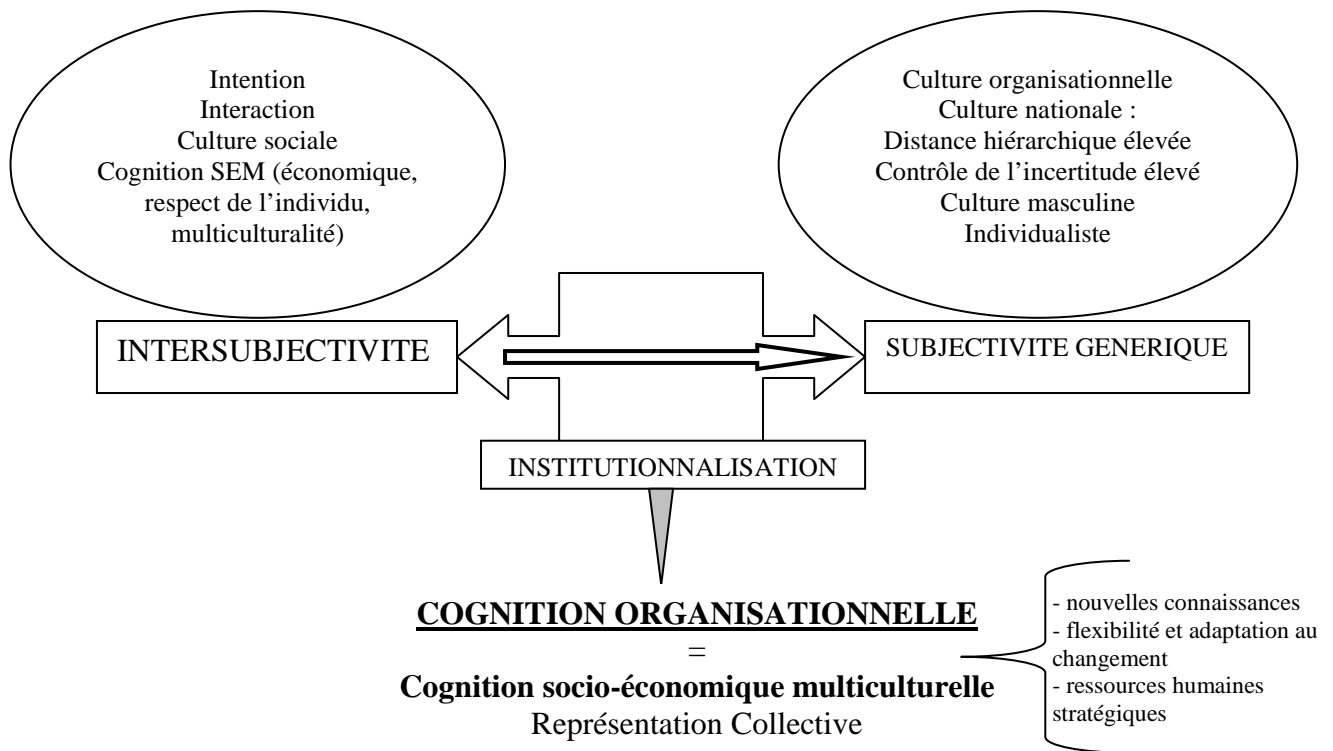 Intention
Interaction
Culture sociale
Cognition SEM (économique,
respect de l’individu,
multiculturalité)
Culture organisationnelle
Culture nationale :
Distance hiérarchique élevée
Contrôle de l’incertitude élevé
Culture masculine
Individualiste
INTERSUBJECTIVITE
SUBJECTIVITE GENERIQUE
INSTITUTIONNALISATION
COGNITION ORGANISATIONNELLE
=
Cognition socio-économique multiculturelle
Représentation Collective
- nouvelles connaissances
- flexibilité et adaptation au
changement
- ressources humaines
stratégiques